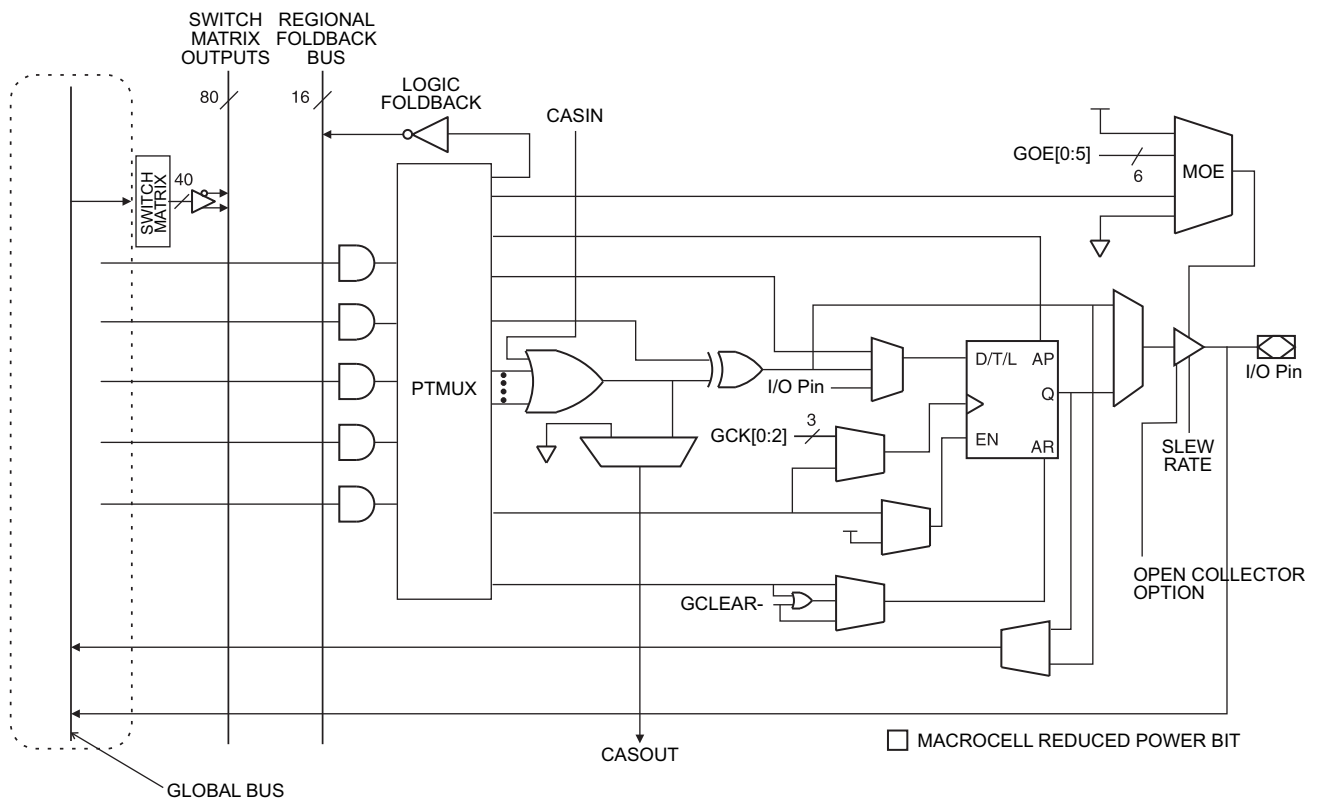 SWITCH
MATRIX
OUTPUTS
REGIONAL
FOLDBACK
BUS
80
16
LOGIC
FOLDBACK
CASIN
GOE[0:5]
6
MOE
SWITCH
MATRIX
40
PTMUX
I/O Pin
D/T/L
AP
Q
EN
AR
GCK[0:2]
3
I/O Pin
SLEW
RATE
OPEN COLLECTOR
OPTION
GCLEAR-
CASOUT
MACROCELL REDUCED POWER BIT
GLOBAL BUS